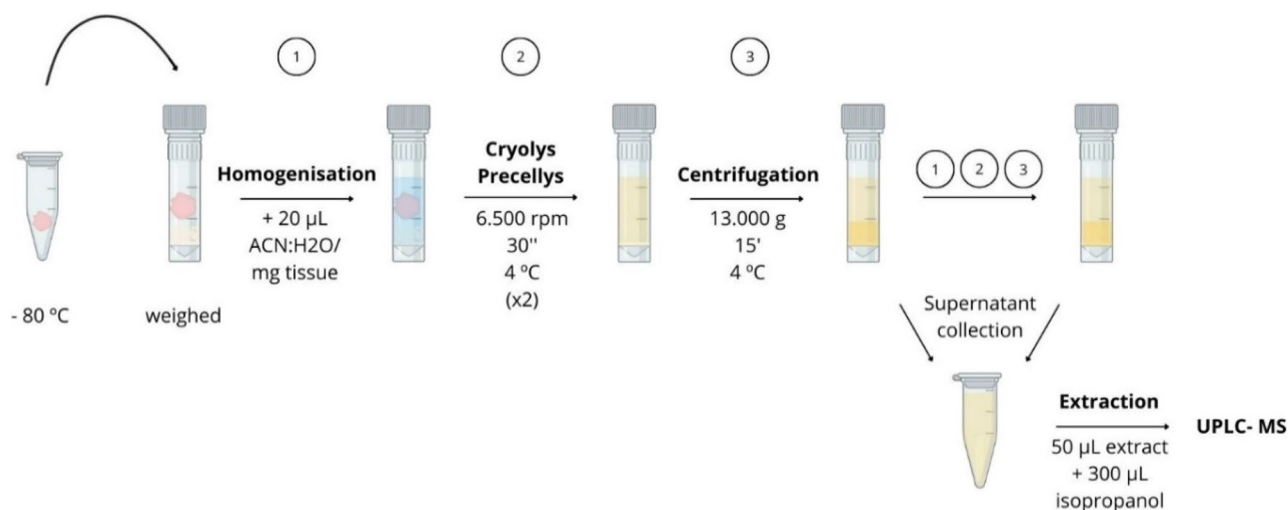 1
2
3
Homogenisation
+ 20 µL
ACN:H2O/
mg tissue
Cryolys
Precellys
6.500 rpm
30''
4 ºC
(x2)
Centrifugation
13.000 g
15'
4 ºC
1 2 3
- 80 ºC
weighed
Supernatant
collection
Extraction
50 µL extract
+ 300 µL
isopropanol
UPLC- MS